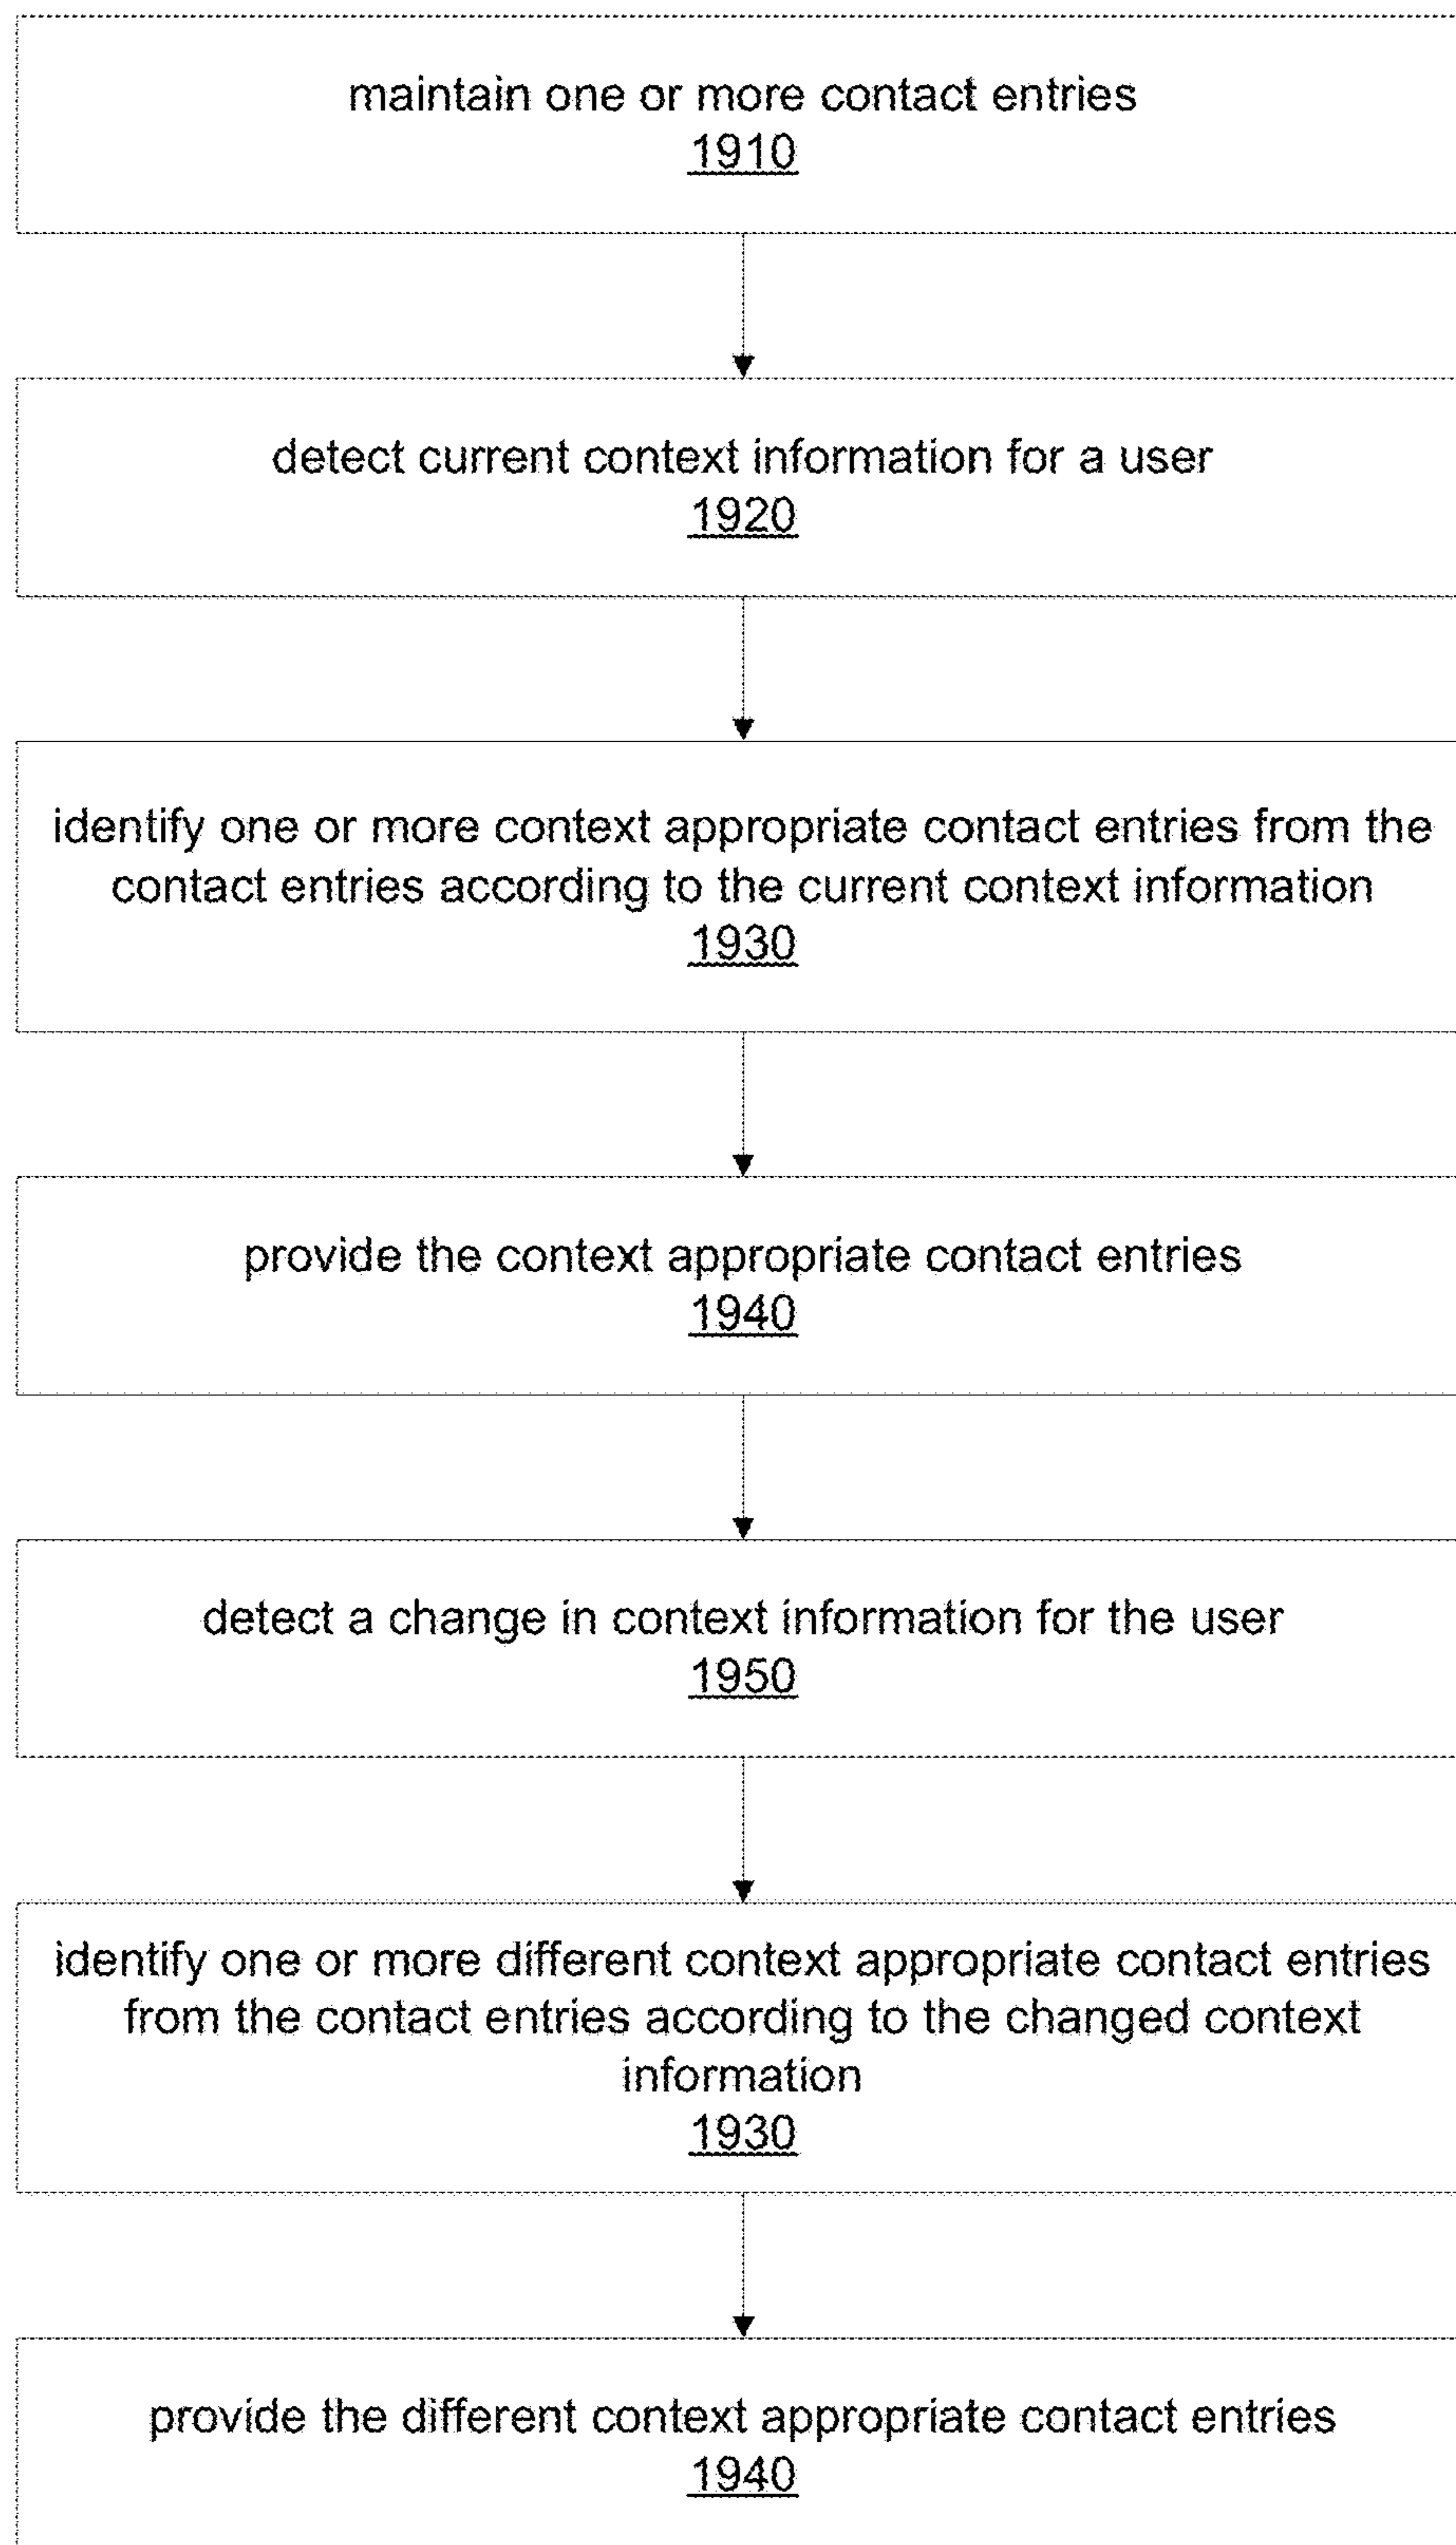 maintain one or more contact entries
1910
detect current context information for a user
1920
identify one or more context appropriate contact entries from the
contact entries according to the current context information
1930
provide the context appropriate contact entries
1940
detect a change in context information for the user
1950
identify one or more different context appropriate contact entries
from the contact entries according to the changed context
information
1930
provide the different context appropriate contact entries
1940